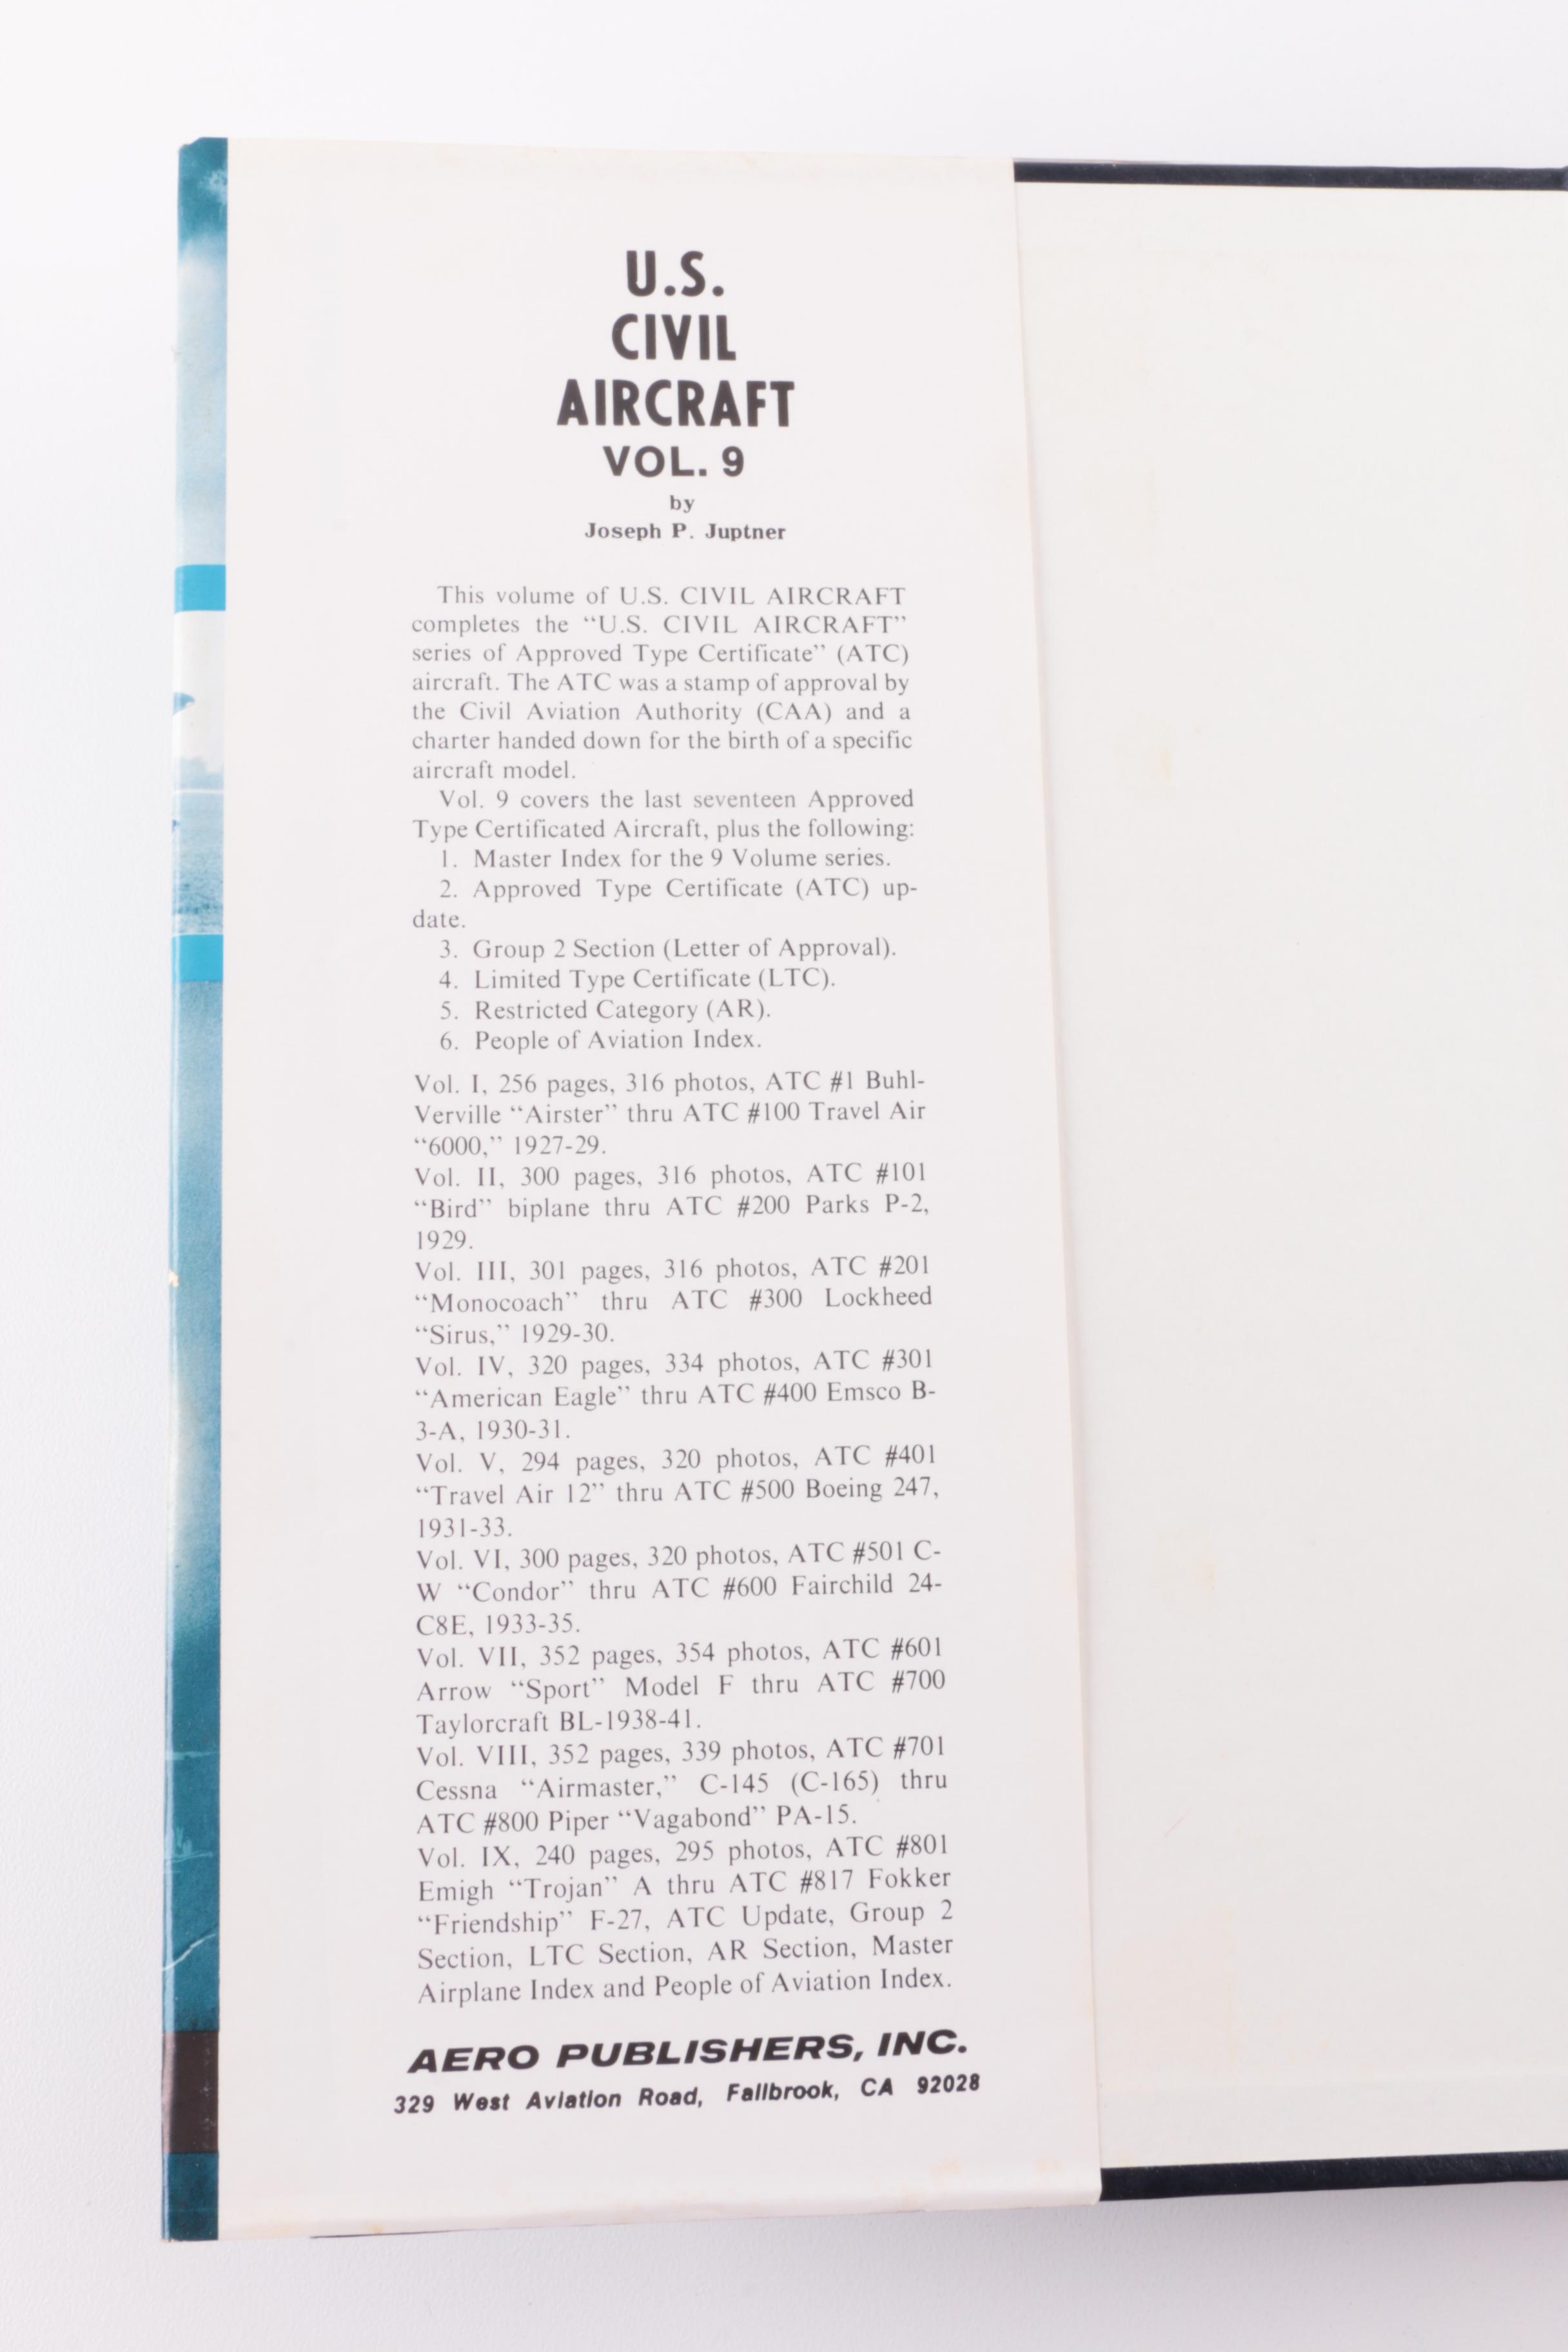 U.S.
CIVIL
AIRCRAFT
VOL. 9
by
Joseph P. Juptner
This volume of U.S. CIVIL AIRCRAFT
completes the “U.S. CIVIL AIRCRAFT”
series of Approved Type Certificate” (ATC)
aircraft. The ATC was a stamp of approval by
the Civil Aviation Authority (CAA) and a
charter handed down for the birth of a specific
aircraft model.
Vol. 9 covers the last seventeen Approved
Type Certificated Aircraft, plus the following:
1. Master Index for the 9 Volume series.
2. Approved Type Certificate (ATC) up-
date.
3. Group 2 Section (Letter of Approval).
4. Limited Type Certificate (LTC).
5. Restricted Category (AR).
6. People of Aviation Index.
Vol. I, 256 pages, 316 photos, ATC #1 Buhl-
Verville “Airster” thru ATC #100 Travel Air
“6000,” 1927-29.
Vol. II, 300 pages, 316 photos, ATC #101
“Bird” biplane thru ATC #200 Parks P-2,
1929.
Vol. III, 301 pages, 316 photos, ATC #201
“Monocoach” thru ATC #300 Lockheed
“Sirus,” 1929-30.
Vol. IV, 320 pages, 334 photos, ATC #301
“American Eagle” thru ATC #400 Emsco B-
3-A, 1930-31.
Vol. V, 294 pages, 320 photos, ATC #401
“Travel Air 12” thru ATC #500 Boeing 247,
1931-33.
Vol. VI, 300 pages, 320 photos, ATC #501 C-
W “Condor” thru ATC #600 Fairchild 24-
C8E, 1933-35.
Vol. VII, 352 pages, 354 photos, ATC #601
Arrow “Sport” Model F thru ATC #700
Taylorcraft BL-1938-41.
Vol. VIII, 352 pages, 339 photos, ATC #701
Cessna “Airmaster,” C-145 (C-165) thru
ATC #800 Piper “Vagabond” PA-15.
Vol. IX, 240 pages, 295 photos, ATC #801
Emigh “Trojan” A thru ATC #817 Fokker
“Friendship” F-27, ATC Update, Group 2
Section, LTC Section, AR Section, Master
Airplane Index and People of Aviation Index.
AERO PUBLISHERS, INC.
329 West Aviation Road, Fallbrook, CA 92028